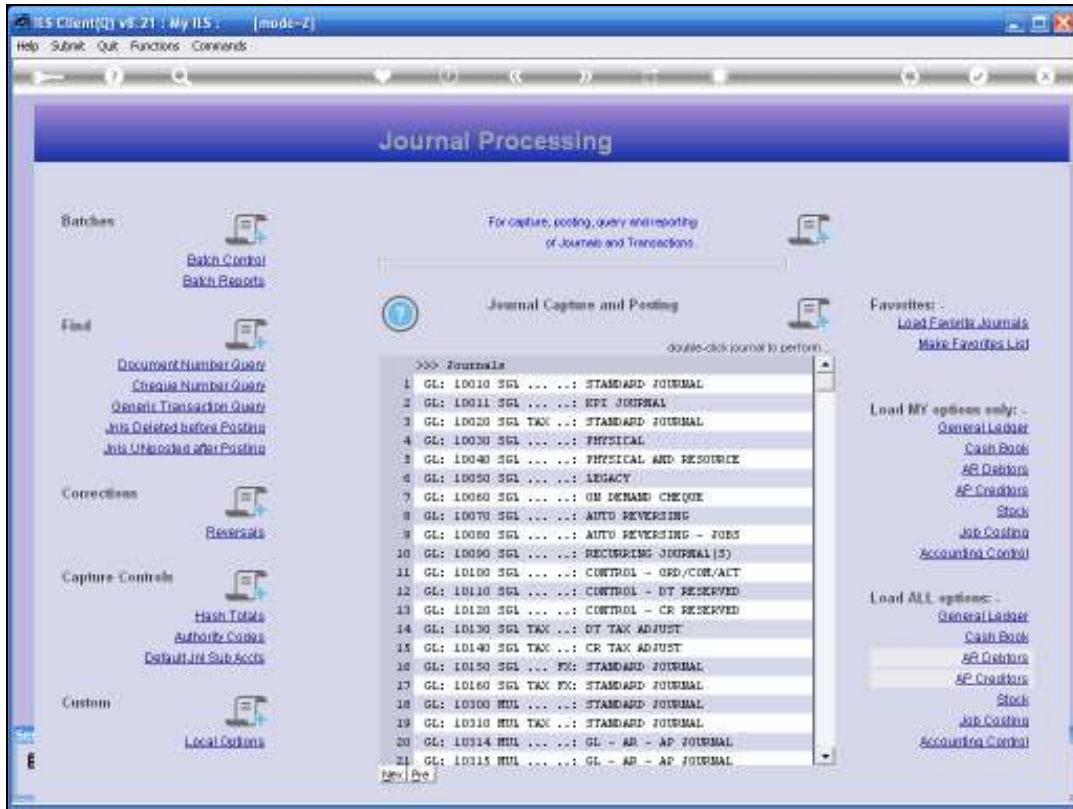 IES Client(Q) v8.21 : My IES : [mode=2]
Help Submit Quit Functions Commands
Journal Processing
Batches
Batch Control
Batch Reports
Find
Document Number Query
Cheque Number Query
Generic Transaction Query
Jnls Deleted before Posting
Jnls UNposted after Posting
Corrections
Reversals
Capture Controls
Hash Totals
Authority Codes
Default Jnl Sub Accts
Custom
Local Options
For capture, posting, query and reporting
of Journals and Transactions.
Journal Capture and Posting
double-click journal to perform...
>>> Journals
1 GL: 10010 SGL ... ..: STANDARD JOURNAL
2 GL: 10011 SGL ... ..: KPI JOURNAL
3 GL: 10020 SGL TAX ..: STANDARD JOURNAL
4 GL: 10030 SGL ... ..: PHYSICAL
5 GL: 10040 SGL ... ..: PHYSICAL AND RESOURCE
6 GL: 10050 SGL ... ..: LEGACY
7 GL: 10060 SGL ... ..: ON DEMAND CHEQUE
8 GL: 10070 SGL ... ..: AUTO REVERSING
9 GL: 10080 SGL ... ..: AUTO REVERSING - JOBS
10 GL: 10090 SGL ... ..: RECURRING JOURNAL(S)
11 GL: 10100 SGL ... ..: CONTROL - ORD/COM/ACT
12 GL: 10110 SGL ... ..: CONTROL - DT RESERVED
13 GL: 10120 SGL ... ..: CONTROL - CR RESERVED
14 GL: 10130 SGL TAX ..: DT TAX ADJUST
15 GL: 10140 SGL TAX ..: CR TAX ADJUST
16 GL: 10150 SGL ... FX: STANDARD JOURNAL
17 GL: 10160 SGL TAX FX: STANDARD JOURNAL
18 GL: 10300 MUL ... ..: STANDARD JOURNAL
19 GL: 10310 MUL TAX ..: STANDARD JOURNAL
20 GL: 10314 MUL ... ..: GL - AR - AP JOURNAL
21 GL: 10315 MUL ... ..: GL - AR - AP JOURNAL
Nex Pre
Favorites: -
Load Favorite Journals
Make Favorites List
Load MY options only: -
General Ledger
Cash Book
AR Debtors
AP Creditors
Stock
Job Costing
Accounting Control
Load ALL options: -
General Ledger
Cash Book
AR Debtors
AP Creditors
Stock
Job Costing
Accounting Control